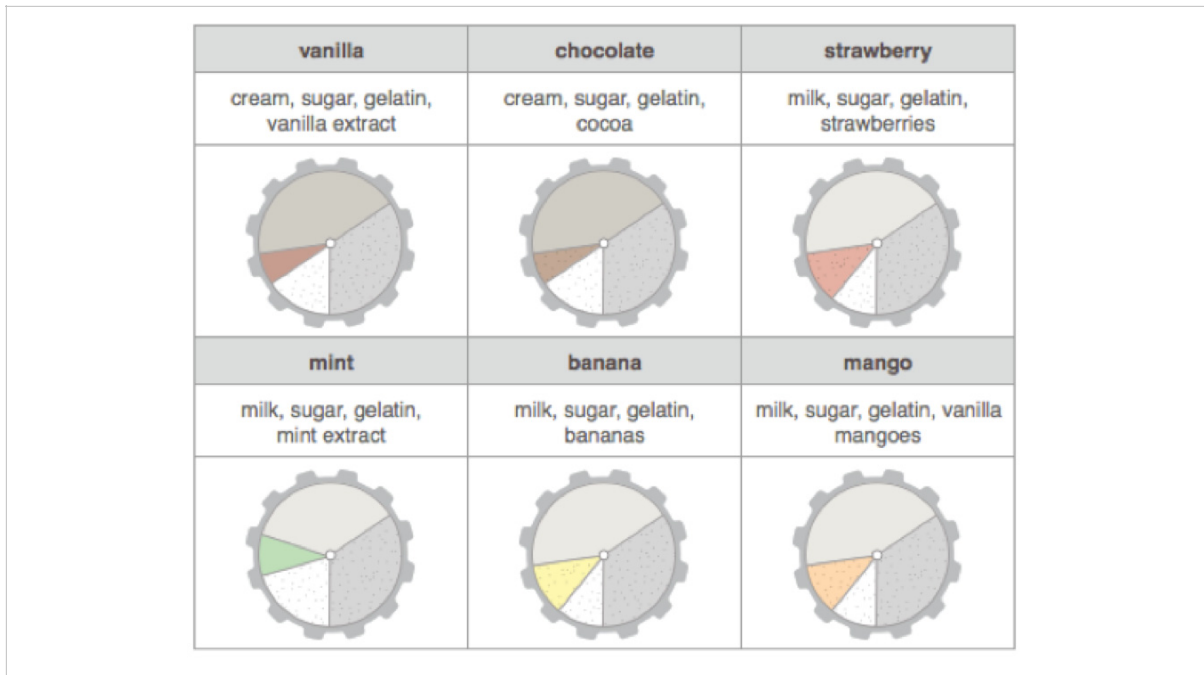 vanilla
chocolate
strawberry
cream, sugar, gelatin,
vanilla extract
cream, sugar, gelatin,
cocoa
milk, sugar, gelatin,
strawberries
mint
banana
mango
milk, sugar, gelatin,
mint extract
milk, sugar, gelatin,
bananas
milk, sugar, gelatin, vanilla
mangoes